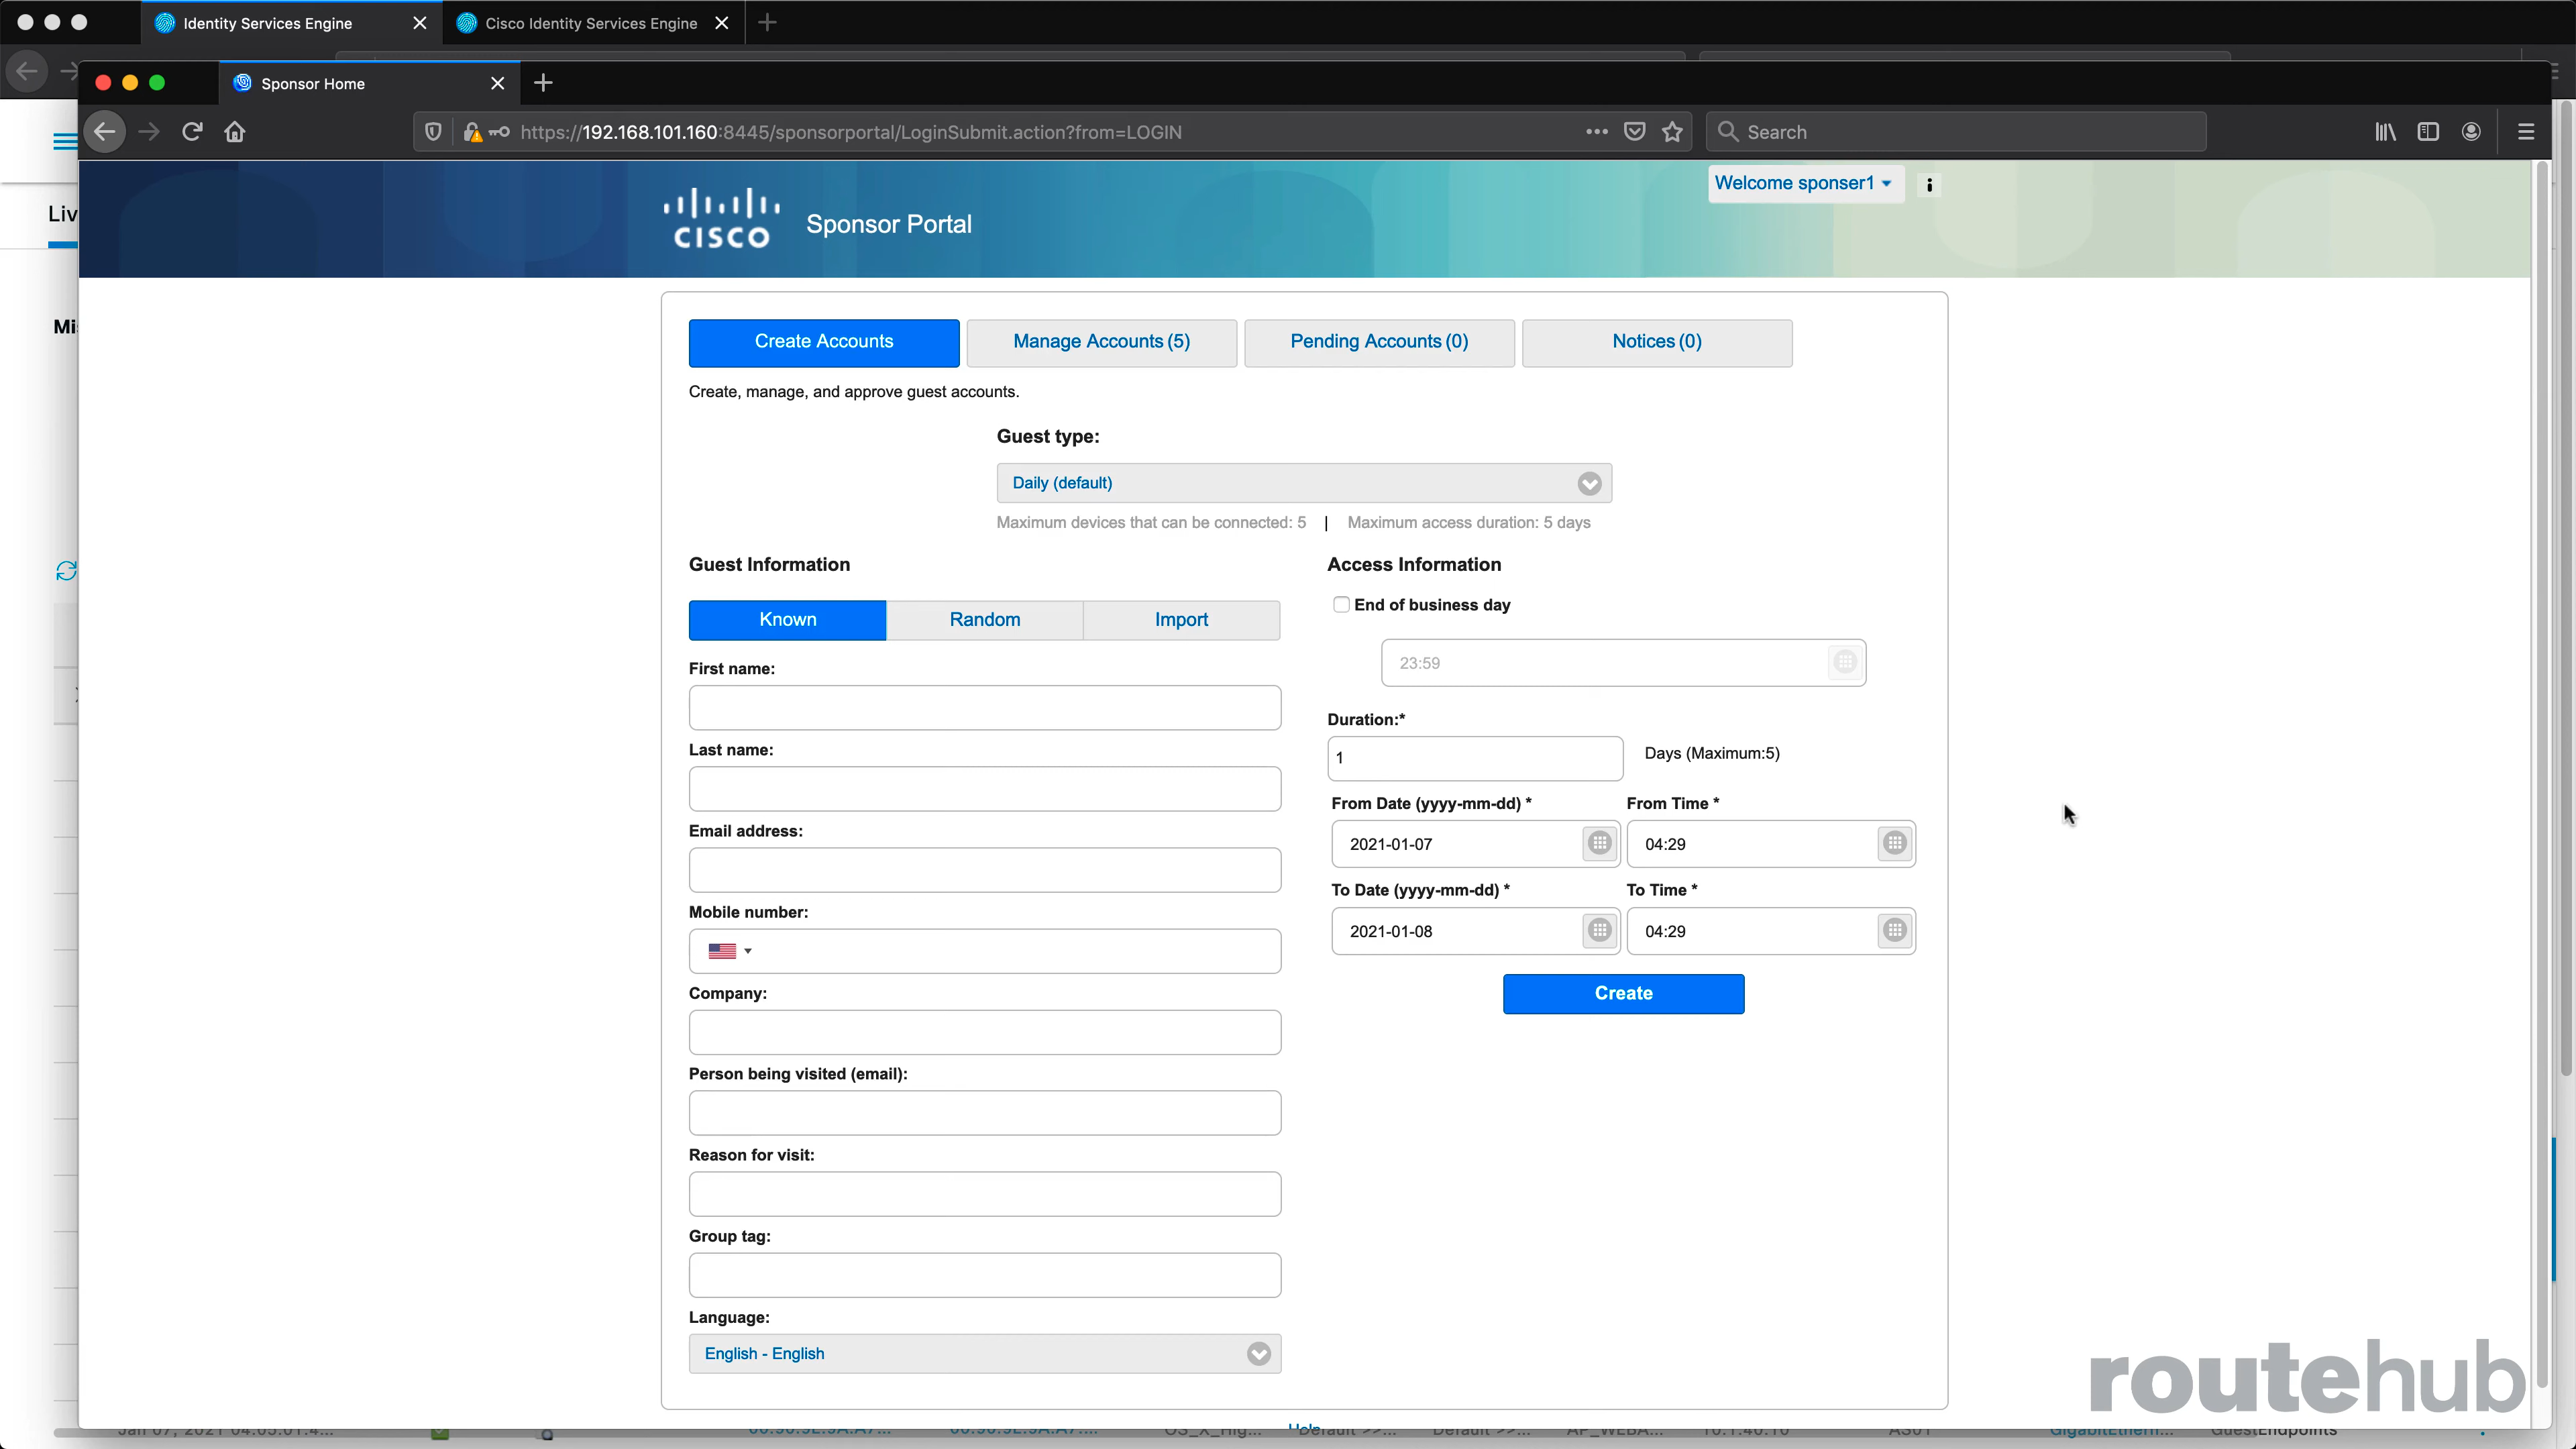 Identity Services Engine
Cisco Identity Services Engine
Sponsor Home
https://192.168.101.160:8445/sponsorportal/LoginSubmit.action?from=LOGIN
Search
Liv
Welcome sponser1
i
CISCO
Sponsor Portal
Mi
Create Accounts
Manage Accounts (5)
Pending Accounts (0)
Notices (0)
Create, manage, and approve guest accounts.
Guest type:
Daily (default)
Maximum devices that can be connected: 5 | Maximum access duration: 5 days
Guest Information
Access Information
End of business day
Known
Random
Import
23:59
First name:
Duration:*
1
Days (Maximum:5)
Last name:
From Date (yyyy-mm-dd) *
From Time *
Email address:
2021-01-07
04:29
To Date (yyyy-mm-dd) *
To Time *
Mobile number:
2021-01-08
04:29
Company:
Create
Person being visited (email):
Reason for visit:
Group tag:
Language:
English - English
routehub
Help
GuestEndpoints